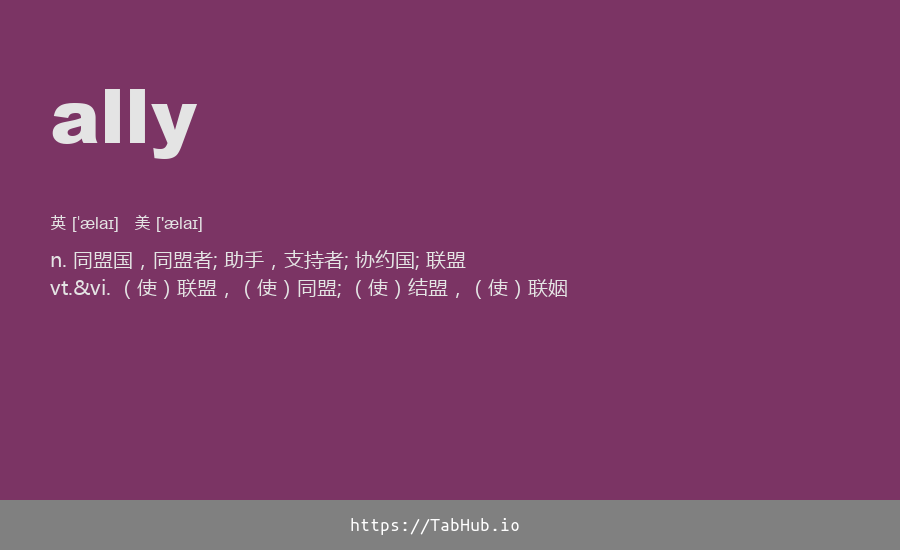 ally
英 [ˈælaɪ] 美 ['ælaɪ]
n. 同盟国，同盟者; 助手，支持者; 协约国; 联盟
vt.&vi. （使）联盟，（使）同盟; （使）结盟，（使）联姻
https://TabHub.io